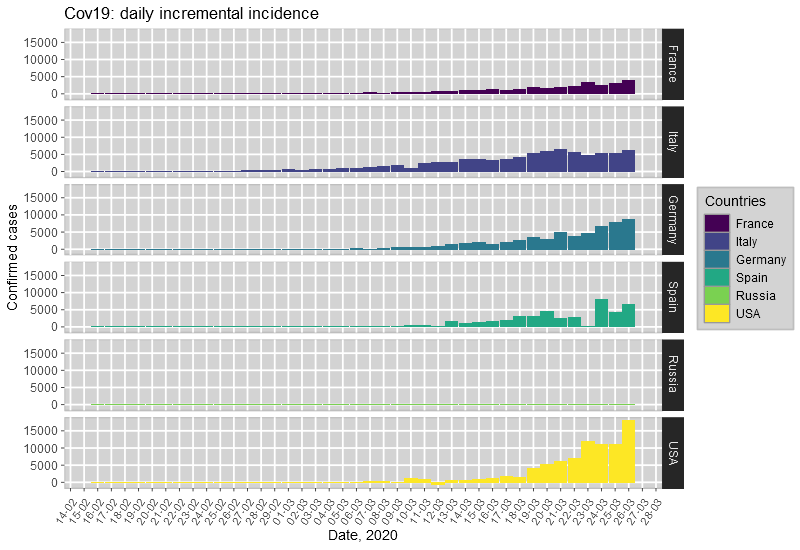 Cov19: daily incremental incidence
Confirmed cases
15000
10000
5000
0
France
15000
10000
5000
0
Italy
15000
10000
5000
0
Germany
15000
10000
5000
0
Spain
15000
10000
5000
0
Russia
15000
10000
5000
0
USA
14-02 15-02 16-02 17-02 18-02 19-02 20-02 21-02 22-02 23-02 24-02 25-02 26-02 27-02 28-02 29-02 01-03 02-03 03-03 04-03 05-03 06-03 07-03 08-03 09-03 10-03 11-03 12-03 13-03 14-03 15-03 16-03 17-03 18-03 19-03 20-03 21-03 22-03 23-03 24-03 25-03 26-03 27-03 28-03
Date, 2020
Countries
France
Italy
Germany
Spain
Russia
USA